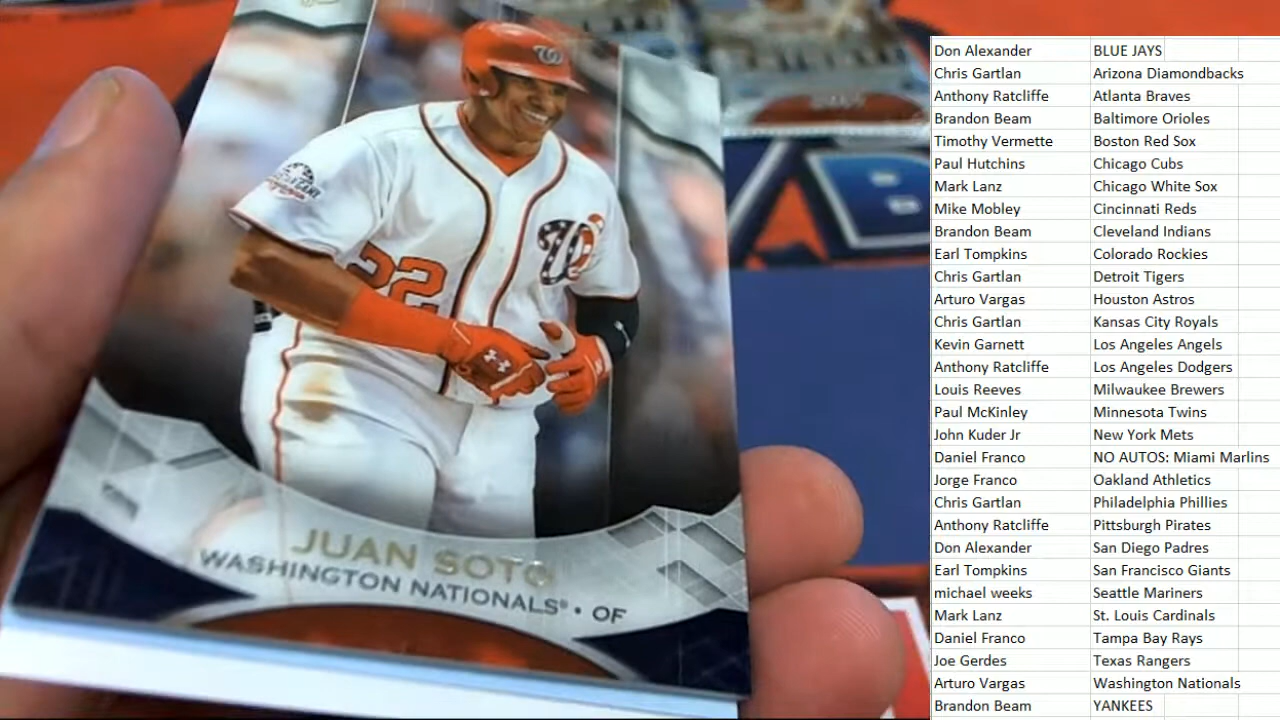 22
JUAN SOTO
WASHINGTON NATIONALS® • OF
Don Alexander BLUE JAYS
Chris Gartlan Arizona Diamondbacks
Anthony Ratcliffe Atlanta Braves
Brandon Beam Baltimore Orioles
Timothy Vermette Boston Red Sox
Paul Hutchins Chicago Cubs
Mark Lanz Chicago White Sox
Mike Mobley Cincinnati Reds
Brandon Beam Cleveland Indians
Earl Tompkins Colorado Rockies
Chris Gartlan Detroit Tigers
Arturo Vargas Houston Astros
Chris Gartlan Kansas City Royals
Kevin Garnett Los Angeles Angels
Anthony Ratcliffe Los Angeles Dodgers
Louis Reeves Milwaukee Brewers
Paul McKinley Minnesota Twins
John Kuder Jr New York Mets
Daniel Franco NO AUTOS: Miami Marlins
Jorge Franco Oakland Athletics
Chris Gartlan Philadelphia Phillies
Anthony Ratcliffe Pittsburgh Pirates
Don Alexander San Diego Padres
Earl Tompkins San Francisco Giants
michael weeks Seattle Mariners
Mark Lanz St. Louis Cardinals
Daniel Franco Tampa Bay Rays
Joe Gerdes Texas Rangers
Arturo Vargas Washington Nationals
Brandon Beam YANKEES